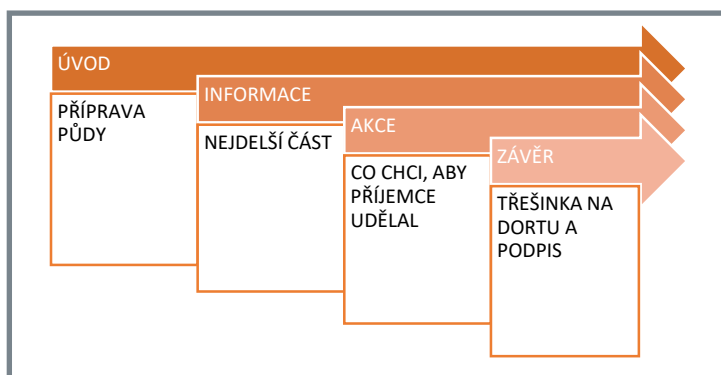 ÚVOD
PŘÍPRAVA
PŮDY
INFORMACE
NEJDELŠÍ ČÁST
AKCE
CO CHCI, ABY
PŘÍJEMCE
UDĚLAL
ZÁVĚR
TŘEŠINKA NA
DORTU A
PODPIS